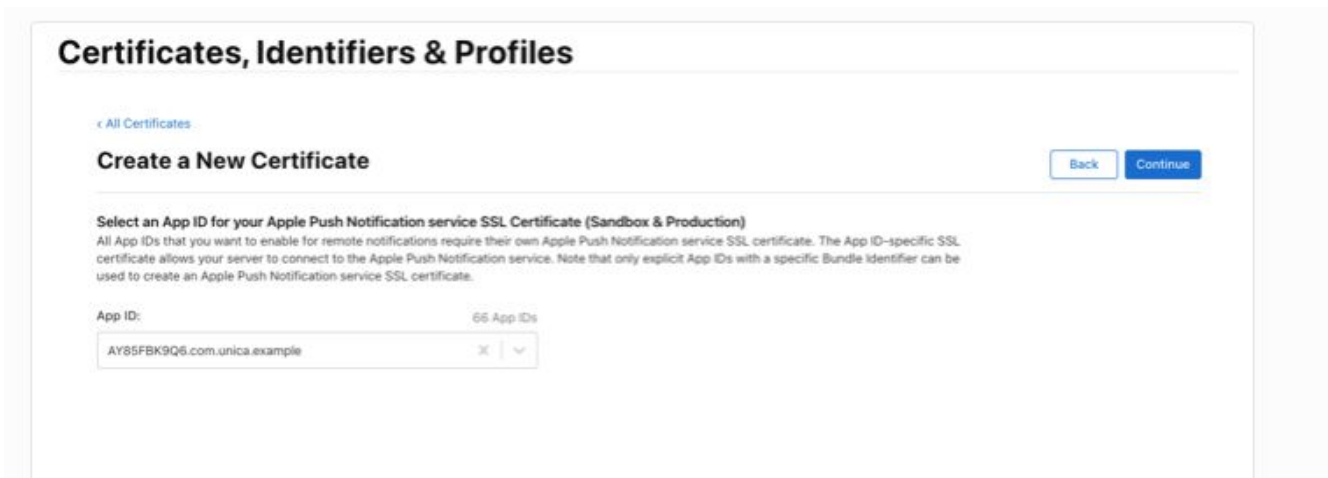 Certificates, Identifiers & Profiles
< All Certificates
Create a New Certificate
Back
Continue
Select an App ID for your Apple Push Notification service SSL Certificate (Sandbox & Production)
All App IDs that you want to enable for remote notifications require their own Apple Push Notification service SSL certificate. The App ID-specific SSL
certificate allows your server to connect to the Apple Push Notification service. Note that only explicit App IDs with a specific Bundle Identifier can be
used to create an Apple Push Notification service SSL certificate.
App ID:
66 App IDs
AY85FBK9Q6.com.unica.example